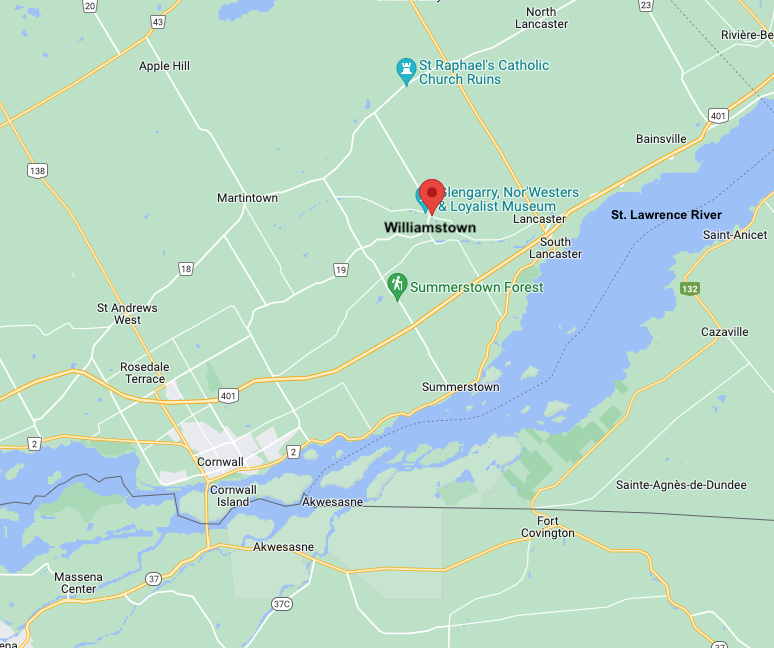 20
43
North
Lancaster
23
Rivière-Be
Apple Hill
St Raphael's Catholic
Church Ruins
401
Bainsville
138
Martintown
Glengarry, Nor'Westers
& Loyalist Museum
Williamstown
Lancaster
St. Lawrence River
Saint-Anicet
South
Lancaster
18
19
Summerstown Forest
132
St Andrews
West
Cazaville
Rosedale
Terrace
401
Summerstown
2
2
Cornwall
Cornwall
Island
Akwesasne
Sainte-Agnès-de-Dundee
Fort
Covington
Akwesasne
Massena
Center
37
37C
ena
37